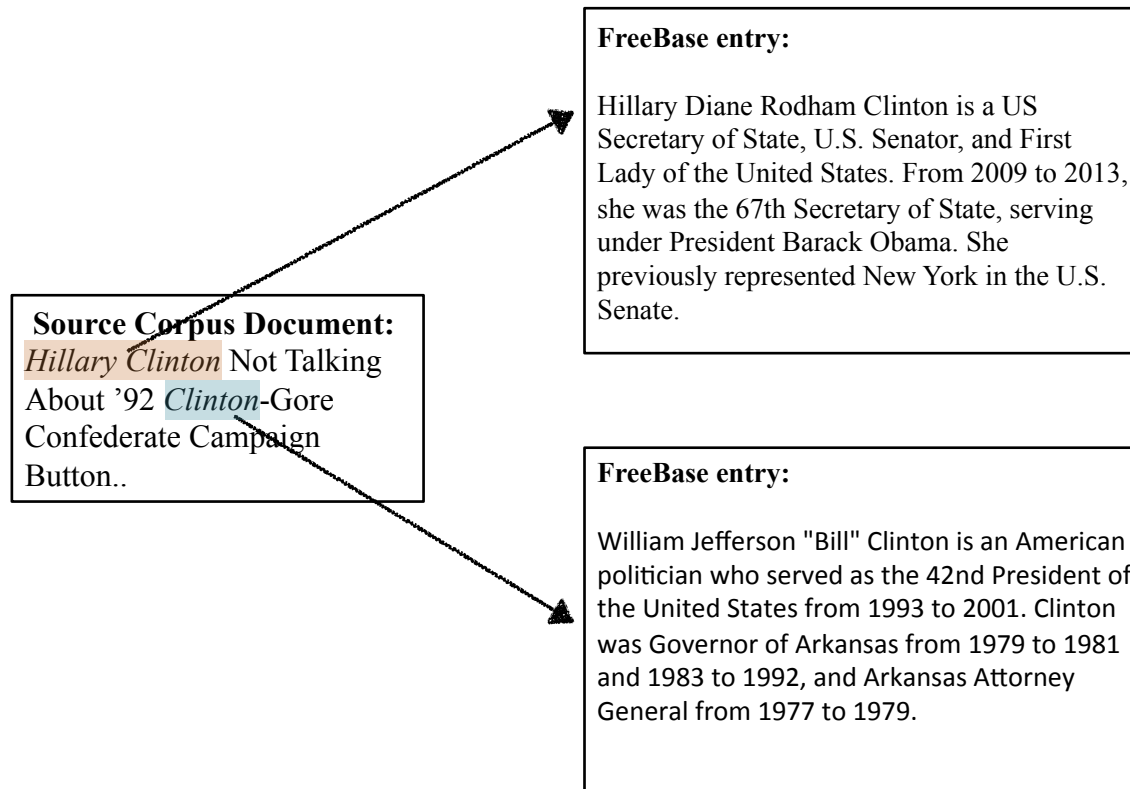 FreeBase entry:
Hillary Diane Rodham Clinton is a US
Secretary of State, U.S. Senator, and First
Lady of the United States. From 2009 to 2013,
she was the 67th Secretary of State, serving
under President Barack Obama. She
previously represented New York in the U.S.
Senate.
Source Corpus Document:
Hillary Clinton Not Talking
About ’92 Clinton-Gore
Confederate Campaign
Button..
FreeBase entry:
William Jefferson "Bill" Clinton is an American
politician who served as the 42nd President of
the United States from 1993 to 2001. Clinton
was Governor of Arkansas from 1979 to 1981
and 1983 to 1992, and Arkansas Attorney
General from 1977 to 1979.